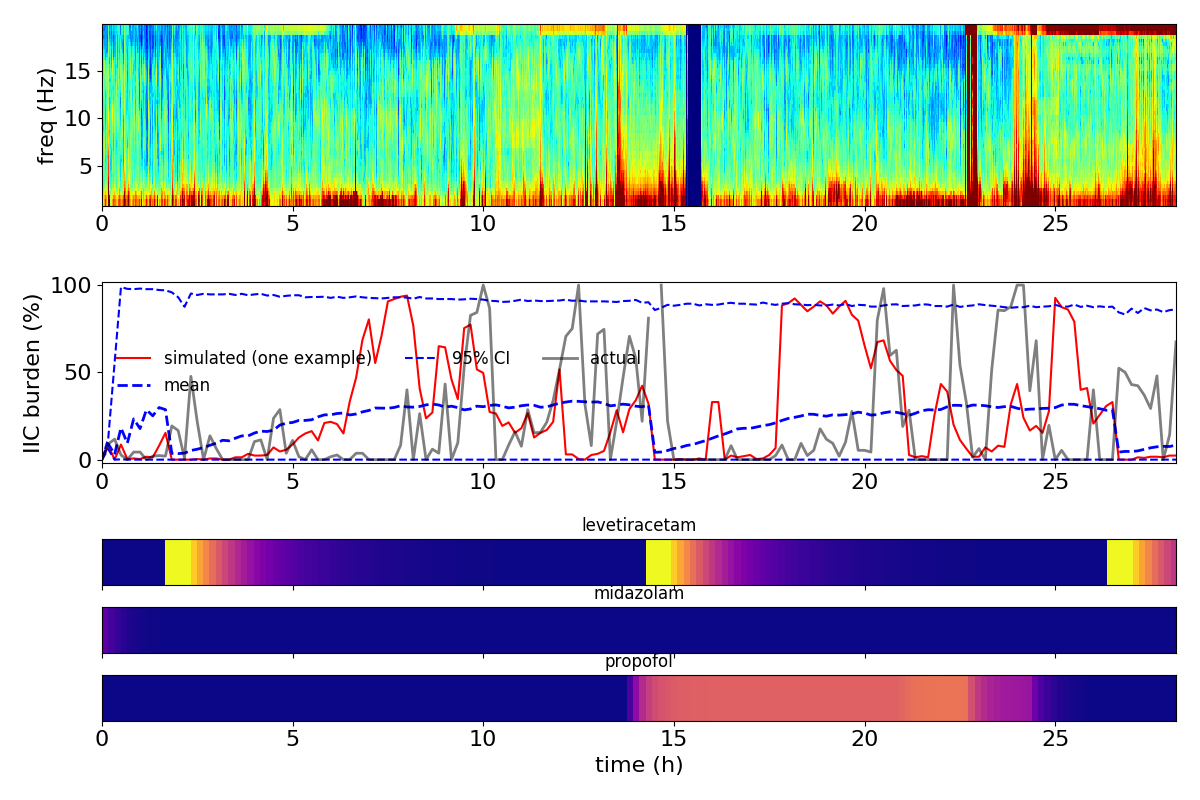 freq (Hz)
15
10
5
0 5 10 15 20 25
IIC burden (%)
100
50
0
simulated (one example) 95% CI actual
mean
0 5 10 15 20 25
levetiracetam
midazolam
propofol
0 5 10 15 20 25
time (h)